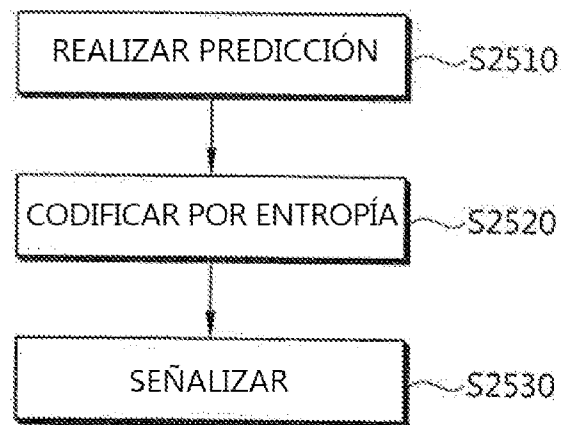 REALIZAR PREDICCIÓN
S2510
CODIFICAR POR ENTROPÍA
S2520
SEÑALIZAR
S2530